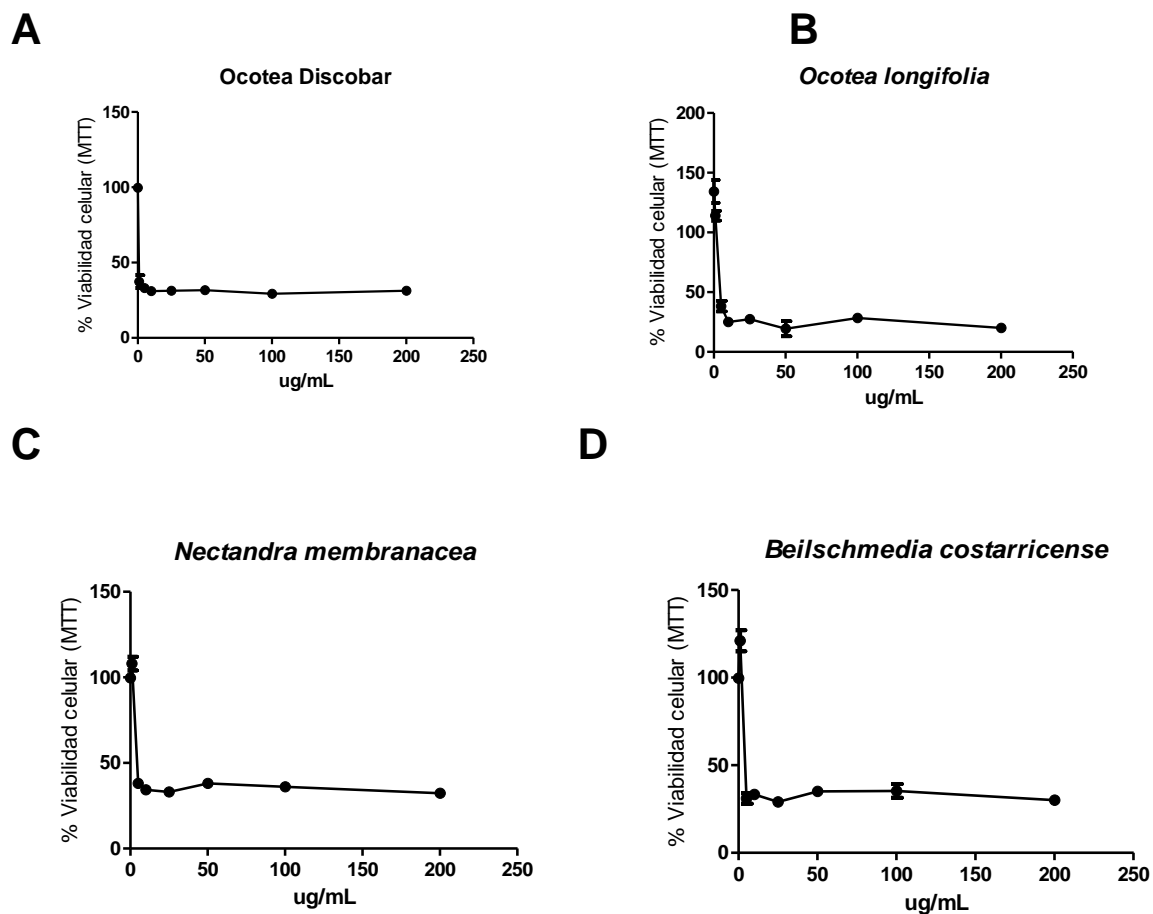 A
Ocotea Discobar
% Viabilidad celular (MTT)
150
100
50
0
0 50 100 150 200 250
ug/mL
B
Ocotea longifolia
% Viabilidad celular (MTT)
200
150
100
50
0
0 50 100 150 200 250
ug/mL
C
Nectandra membranacea
% Viabilidad celular (MTT)
150
100
50
0
0 50 100 150 200 250
ug/mL
D
Beilschmedia costarricense
% Viabilidad celular (MTT)
150
100
50
0
0 50 100 150 200 250
ug/mL